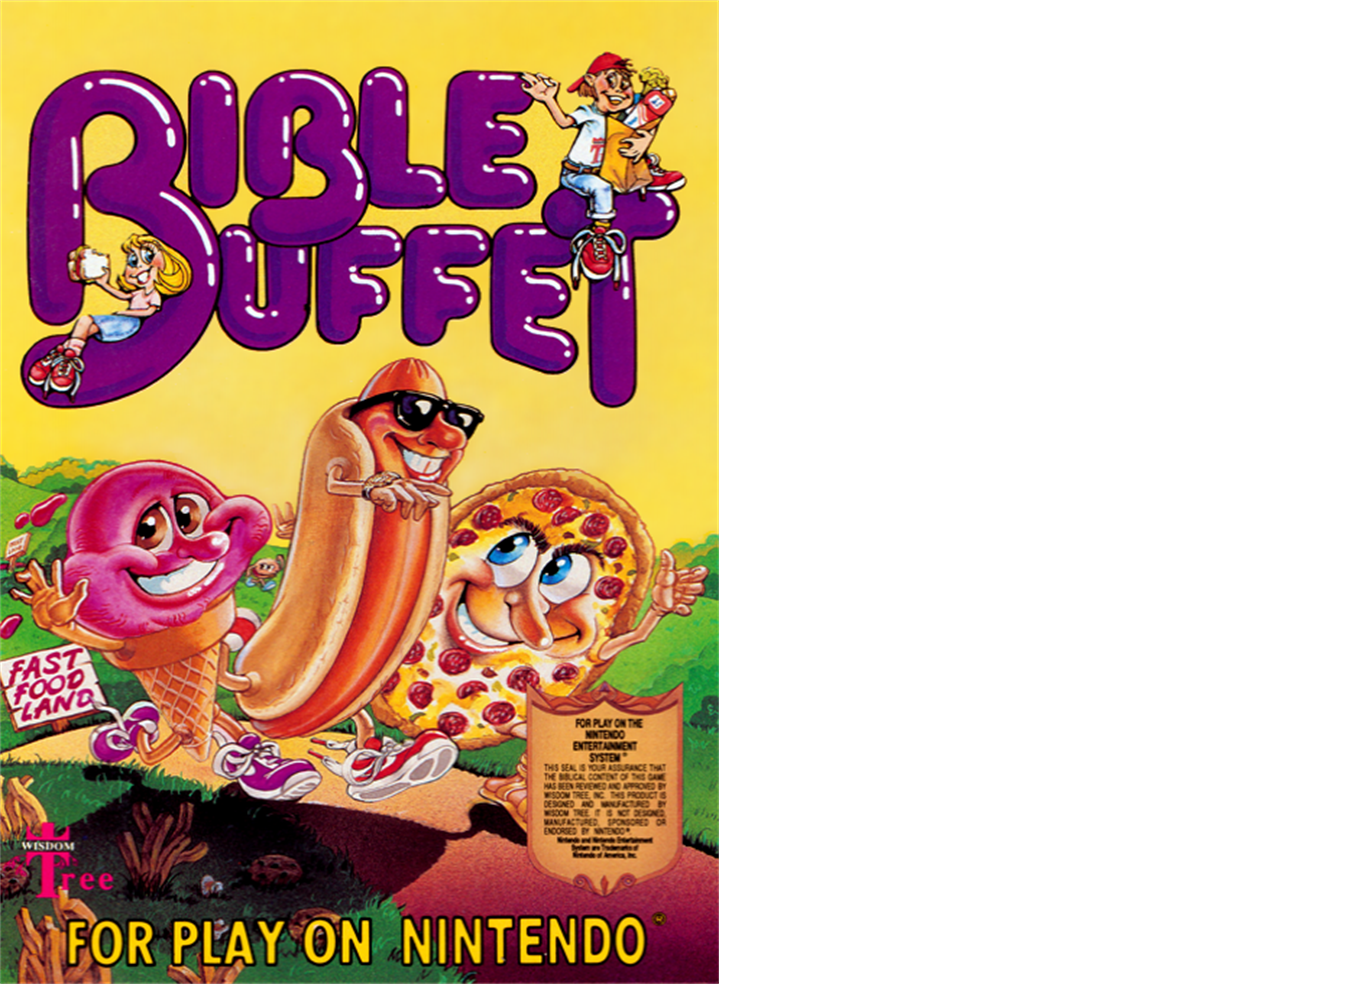 BIBLE
BUFFET
FAST
FOOD
LAND
FOR PLAY ON THE
NINTENDO
ENTERTAINMENT
SYSTEM®
THIS SEAL IS YOUR ASSURANCE THAT
THE BIBLICAL CONTENT OF THIS GAME
HAS BEEN REVIEWED AND APPROVED BY
WISDOM TREE, INC. THIS PRODUCT IS
DESIGNED AND MANUFACTURED BY
WISDOM TREE. IT IS NOT DESIGNED,
MANUFACTURED, SPONSORED OR
ENDORSED BY NINTENDO®.
Nintendo and Nintendo Entertainment
System are Trademarks of
Nintendo of America, Inc.
WISDOM
Tree
FOR PLAY ON NINTENDO®